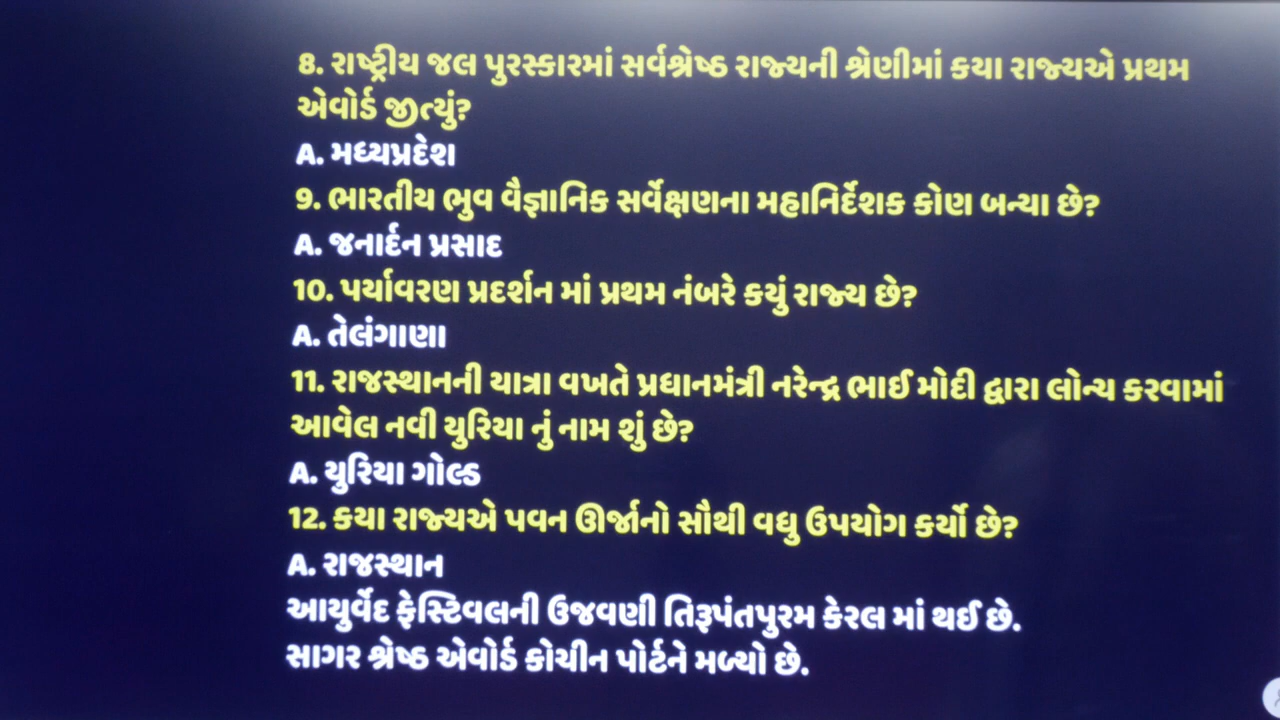 8. રાષ્ટ્રીય જલ પુરસ્કારમાં સર્વશ્રેષ્ઠ રાજ્યની શ્રેણીમાં કયા રાજ્યએ પ્રથમ
એવોર્ડ જીત્યું?
A. મધ્યપ્રદેશ
9. ભારતીય ભુવ વૈજ્ઞાનિક સર્વેક્ષણના મહાનિર્દેશક કોણ બન્યા છે?
A. જનાર્દન પ્રસાદ
10. પર્યાવરણ પ્રદર્શન માં પ્રથમ નંબરે કયું રાજ્ય છે?
A. તેલંગાણા
11. રાજસ્થાનની યાત્રા વખતે પ્રધાનમંત્રી નરેન્દ્ર ભાઈ મોદી દ્વારા લોન્ચ કરવામાં
આવેલ નવી યુરિયા નું નામ શું છે?
A. યુરિયા ગોલ્ડ
12. કયા રાજ્યએ પવન ઊર્જાનો સૌથી વધુ ઉપયોગ કર્યો છે?
A. રાજસ્થાન
આયુર્વેદ ફેસ્ટિવલની ઉજવણી તિરૂપંતપુરમ કેરલ માં થઈ છે.
સાગર શ્રેષ્ઠ એવોર્ડ કોચીન પોર્ટને મળ્યો છે.